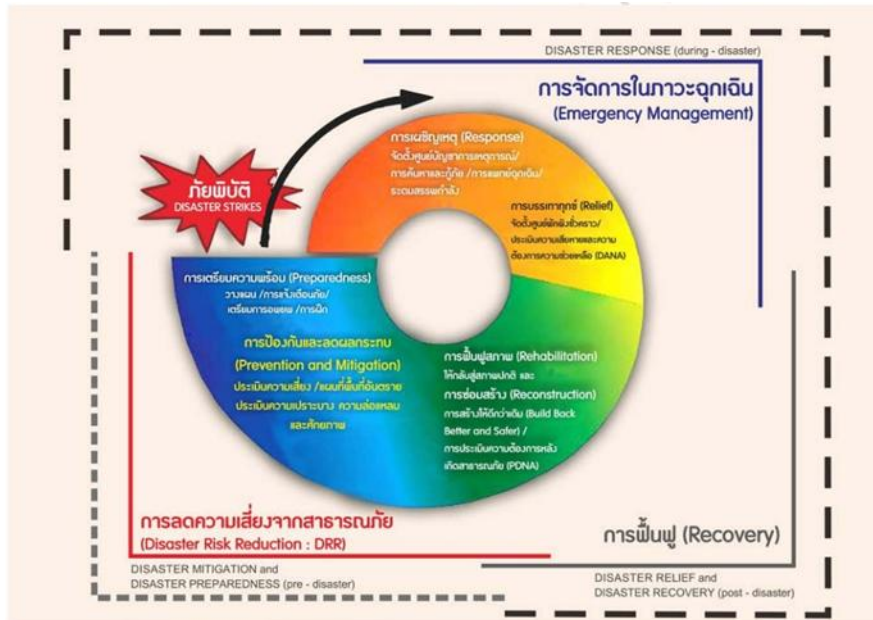 DISASTER RESPONSE (during - disaster)
การจัดการในภาวะฉุกเฉิน
(Emergency Management)
ภัยพิบัติ
DISASTER STRIKES
การเผชิญเหตุ (Response)
จัดตั้งศูนย์บัญชาการเหตุการณ์/
การค้นหาและกู้ภัย /การแพทย์ฉุกเฉิน/
ระดมสรรพกำลัง
การบรรเทาทุกข์ (Relief)
จัดตั้งศูนย์พักพิงชั่วคราว/
ประเมินความเสียหายและความ
ต้องการความช่วยเหลือ (DANA)
การเตรียมความพร้อม (Preparedness)
วางแผน /การแจ้งเตือนภัย/
เตรียมการอพยพ /การฝึก
การป้องกันและลดผลกระทบ
(Prevention and Mitigation)
ประเมินความเสี่ยง /แผนที่พื้นที่อันตราย
ประเมินความเปราะบาง ความล่อแหลม
และศักยภาพ
การฟื้นฟูสภาพ (Rehabilitation)
ให้กลับสู่สภาพปกติ และ
การซ่อมสร้าง (Reconstruction)
การสร้างให้ดีกว่าเดิม (Build Back
Better and Safer) /
การประเมินความต้องการหลัง
เกิดสาธารณภัย (PDNA)
การลดความเสี่ยงจากสาธารณภัย
(Disaster Risk Reduction : DRR)
DISASTER MITIGATION and
DISASTER PREPAREDNESS (pre - disaster)
การฟื้นฟู (Recovery)
DISASTER RELIEF and
DISASTER RECOVERY (post - disaster)